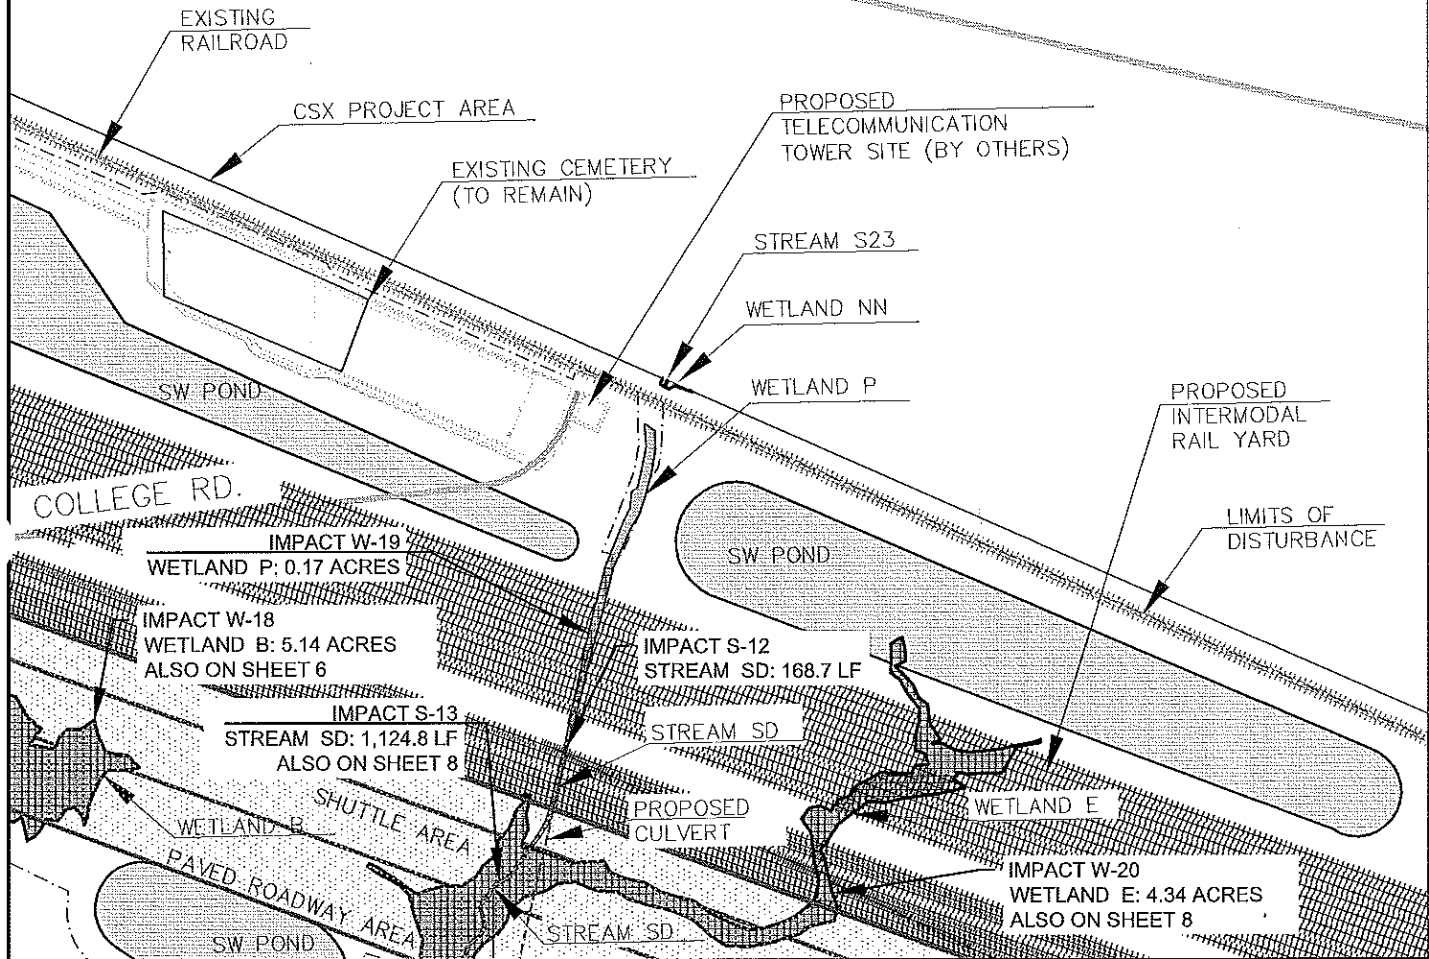 EXISTING
RAILROAD
CSX PROJECT AREA
PROPOSED
TELECOMMUNICATION
TOWER SITE (BY OTHERS)
EXISTING CEMETERY
(TO REMAIN)
STREAM S23
WETLAND NN
WETLAND P
PROPOSED
INTERMODAL
RAIL YARD
SW POND
COLLEGE RD.
LIMITS OF
DISTURBANCE
IMPACT W-19
WETLAND P: 0.17 ACRES
SW POND
IMPACT W-18
WETLAND B: 5.14 ACRES
ALSO ON SHEET 6
IMPACT S-12
STREAM SD: 168.7 LF
IMPACT S-13
STREAM SD: 1,124.8 LF
ALSO ON SHEET 8
STREAM SD
SHUTTLE AREA
PROPOSED
CULVERT
WETLAND E
WETLAND B
PAVED ROADWAY AREA
IMPACT W-20
WETLAND E: 4.34 ACRES
ALSO ON SHEET 8
SW POND
STREAM SD